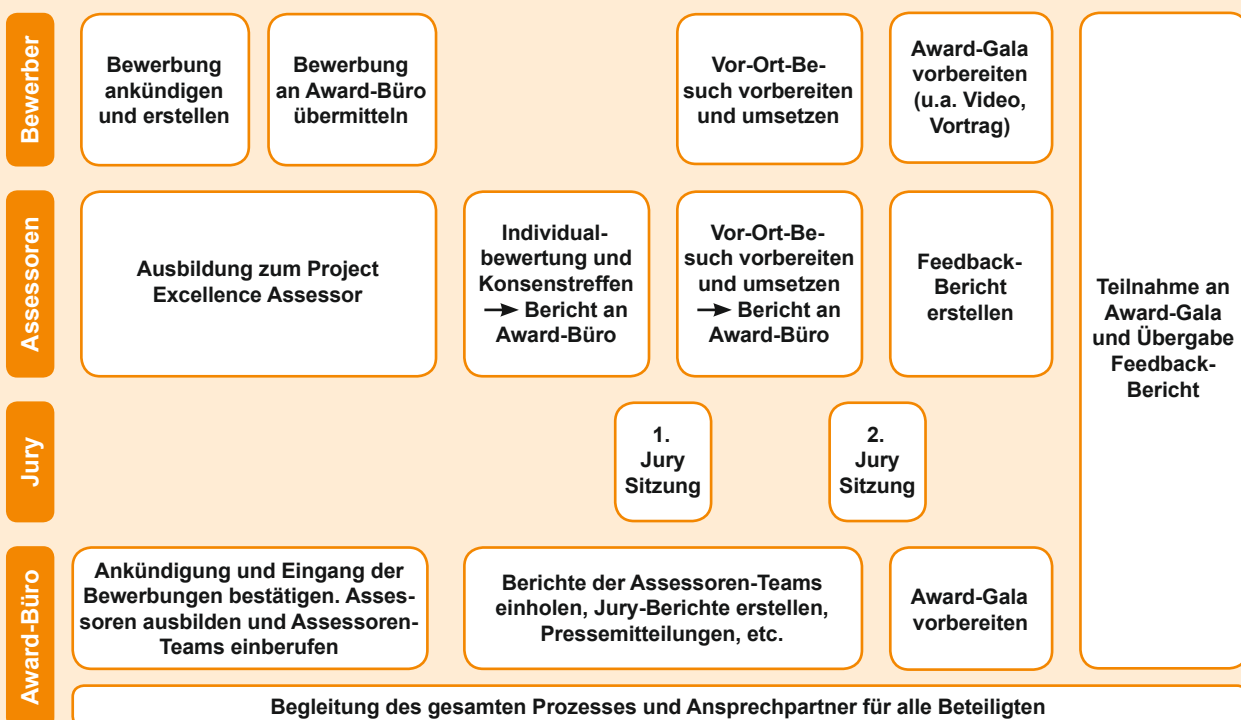 Bewerber
Bewerbung
ankündigen
und erstellen
Bewerbung
an Award-Büro
übermitteln
Vor-Ort-Be-
such vorbereiten
und umsetzen
Award-Gala
vorbereiten
(u.a. Video,
Vortrag)
Assessoren
Ausbildung zum Project
Excellence Assessor
Individual-
bewertung und
Konsenstreffen
→ Bericht an
Award-Büro
Vor-Ort-Be-
such vorbereiten
und umsetzen
→ Bericht an
Award-Büro
Feedback-
Bericht
erstellen
Teilnahme an
Award-Gala
und Übergabe
Feedback-
Bericht
Jury
1.
Jury
Sitzung
2.
Jury
Sitzung
Award-Büro
Ankündigung und Eingang der
Bewerbungen bestätigen. Asses-
soren ausbilden und Assessoren-
Teams einberufen
Berichte der Assessoren-Teams
einholen, Jury-Berichte erstellen,
Pressemitteilungen, etc.
Award-Gala
vorbereiten
Begleitung des gesamten Prozesses und Ansprechpartner für alle Beteiligten